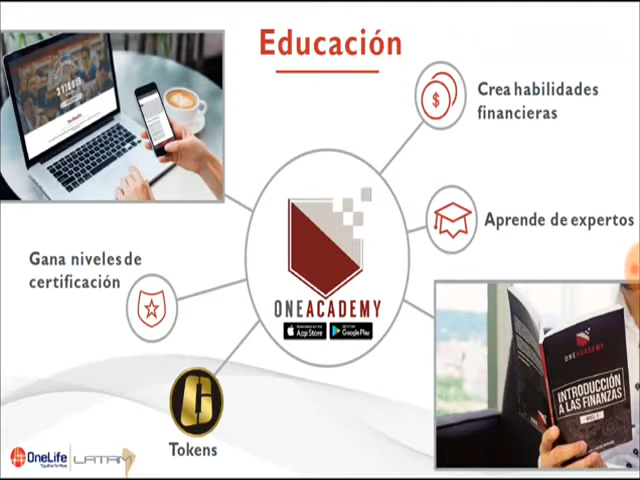 Educación
Crea habilidades
financieras
Aprende de expertos
Gana niveles de
certificación
ONEACADEMY
App Store
Google Play
Tokens
ONEACADEMY
INTRODUCCIÓN
A LAS FINANZAS
OneLife
LATAM